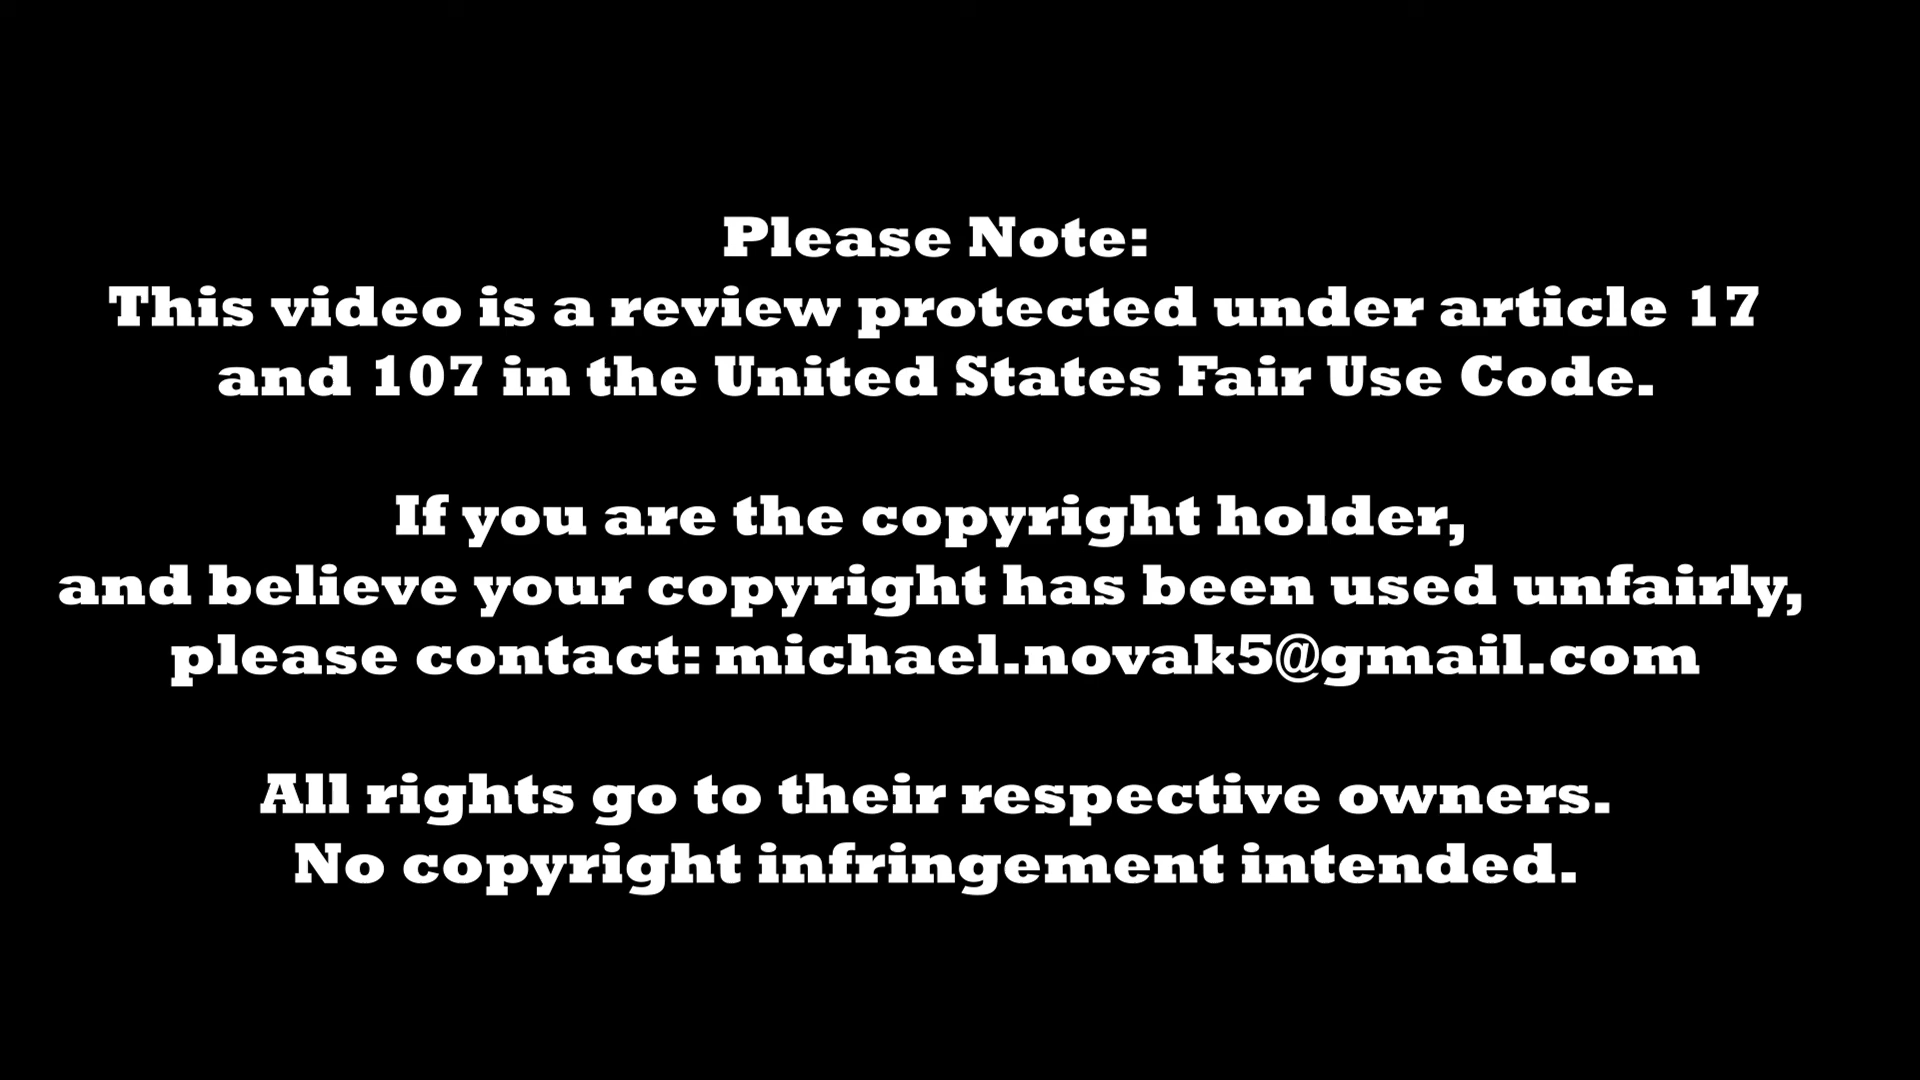 Please Note:
This video is a review protected under article 17
and 107 in the United States Fair Use Code.
If you are the copyright holder,
and believe your copyright has been used unfairly,
please contact: michael.novak5@gmail.com
All rights go to their respective owners.
No copyright infringement intended.